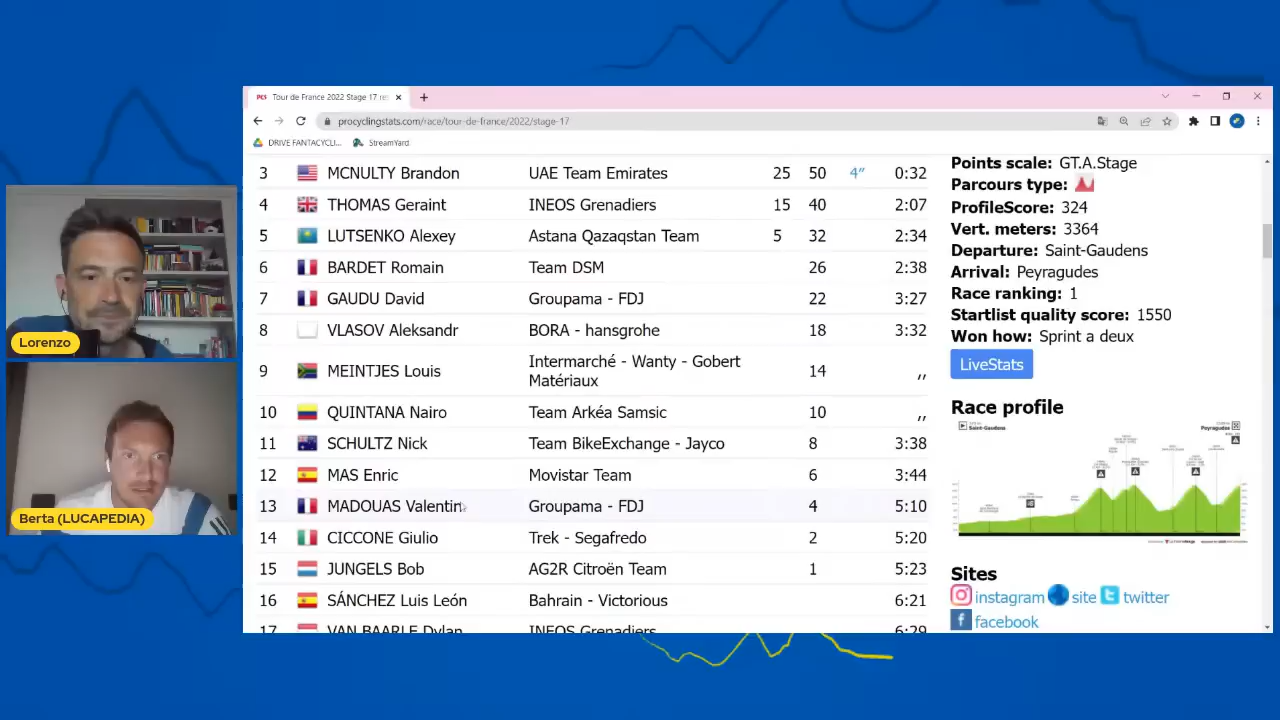 PCS Tour de France 2022 Stage 17 re
procyclingstats.com/race/tour-de-france/2022/stage-17
DRIVE FANTACYCLI... StreamYard
3 MCNULTY Brandon UAE Team Emirates 25 50 4″ 0:32
4 THOMAS Geraint INEOS Grenadiers 15 40 2:07
5 LUTSENKO Alexey Astana Qazaqstan Team 5 32 2:34
6 BARDET Romain Team DSM 26 2:38
7 GAUDU David Groupama - FDJ 22 3:27
8 VLASOV Aleksandr BORA - hansgrohe 18 3:32
9 MEINTJES Louis Intermarché - Wanty - Gobert
Matériaux 14 ,,
10 QUINTANA Nairo Team Arkéa Samsic 10 ,,
11 SCHULTZ Nick Team BikeExchange - Jayco 8 3:38
12 MAS Enric Movistar Team 6 3:44
13 MADOUAS Valentin Groupama - FDJ 4 5:10
14 CICCONE Giulio Trek - Segafredo 2 5:20
15 JUNGELS Bob AG2R Citroën Team 1 5:23
16 SÁNCHEZ Luis León Bahrain - Victorious 6:21
17 VAN BAARLE Dylan INEOS Grenadiers 6:29
Points scale: GT.A.Stage
Parcours type:
ProfileScore: 324
Vert. meters: 3364
Departure: Saint-Gaudens
Arrival: Peyragudes
Race ranking: 1
Startlist quality score: 1550
Won how: Sprint a deux
LiveStats
Race profile
Saint-Gaudens Peyragudes
Sites
instagram site twitter
facebook
Lorenzo
Berta (LUCAPEDIA)